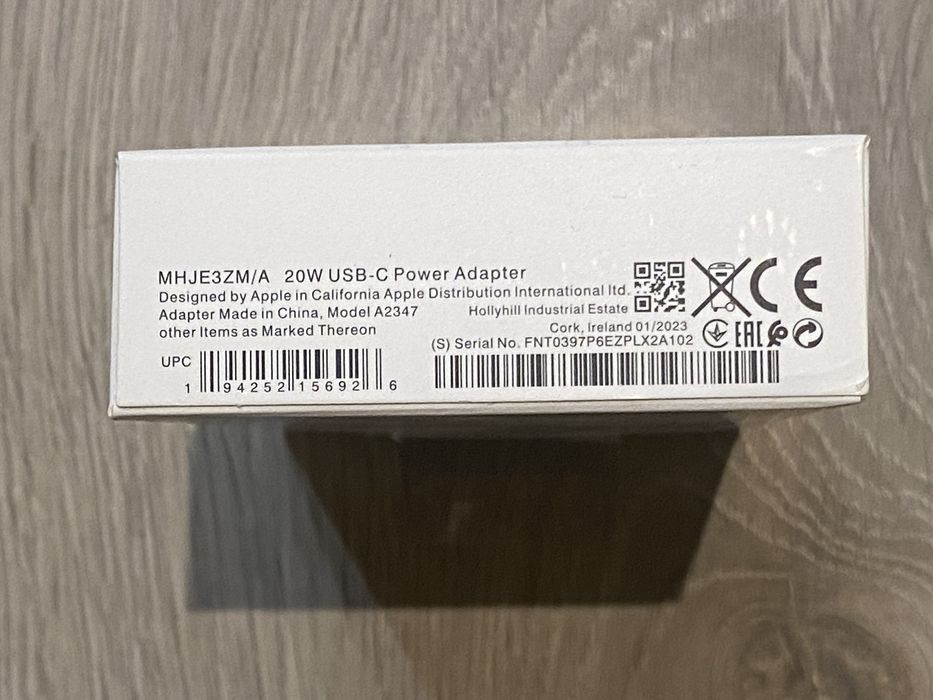 MHJE3ZM/A 20W USB-C Power Adapter
Designed by Apple in California Apple Distribution International ltd.
Adapter Made in China, Model A2347 Hollyhill Industrial Estate
other Items as Marked Thereon Cork, Ireland 01/2023
(S) Serial No. FNT0397P6EZPLX2A102
CE
EAC
UPC
1 94252 15692 6